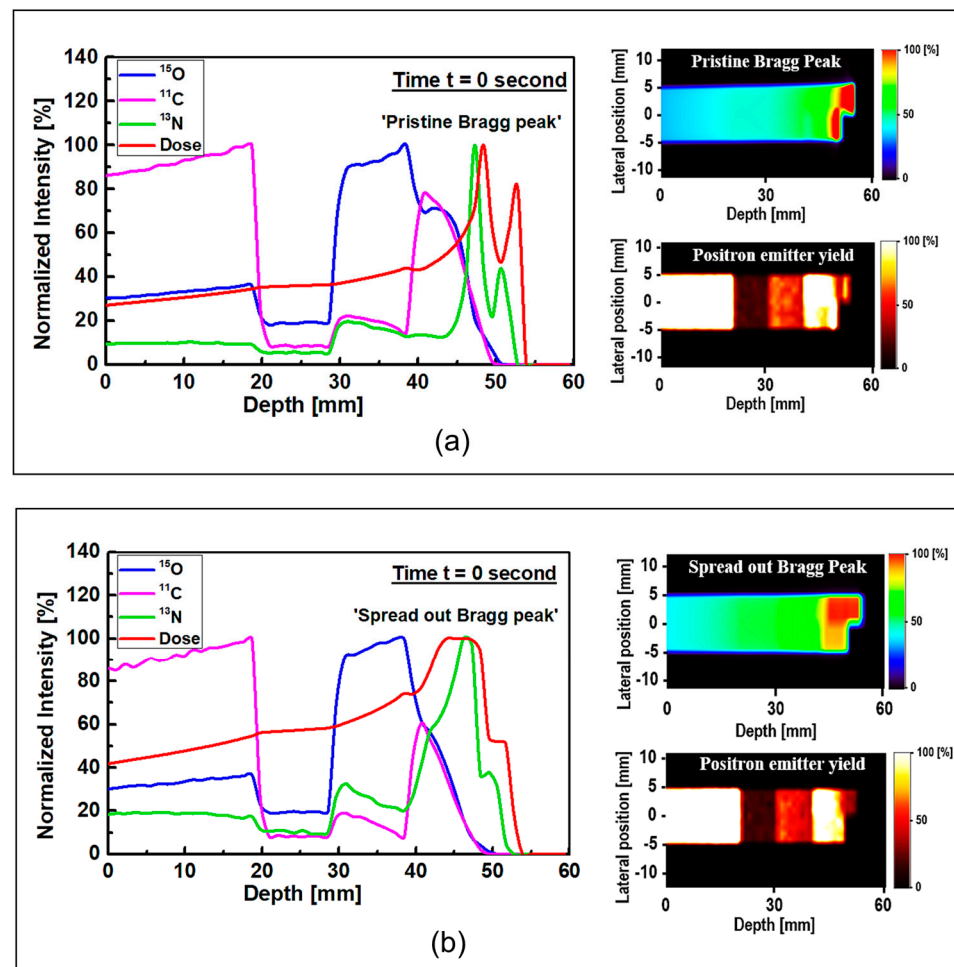 140
120
100
80
60
40
20
0
Normalized Intensity [%]
¹⁵O
¹¹C
¹³N
Dose
Time t = 0 second
'Pristine Bragg peak'
0 10 20 30 40 50 60
Depth [mm]
Pristine Bragg Peak
Lateral position [mm]
10
5
0
-5
-10
0 30 60
Depth [mm]
100 [%]
50
0
Positron emitter yield
Lateral position [mm]
10
5
0
-5
-10
0 30 60
Depth [mm]
100 [%]
50
0
(a)
140
120
100
80
60
40
20
0
Normalized Intensity [%]
¹⁵O
¹¹C
¹³N
Dose
Time t = 0 second
'Spread out Bragg peak'
0 10 20 30 40 50 60
Depth [mm]
Spread out Bragg Peak
Lateral position [mm]
10
5
0
-5
-10
0 30 60
Depth [mm]
100 [%]
50
0
Positron emitter yield
Lateral position [mm]
10
5
0
-5
-10
0 30 60
Depth [mm]
100 [%]
50
0
(b)